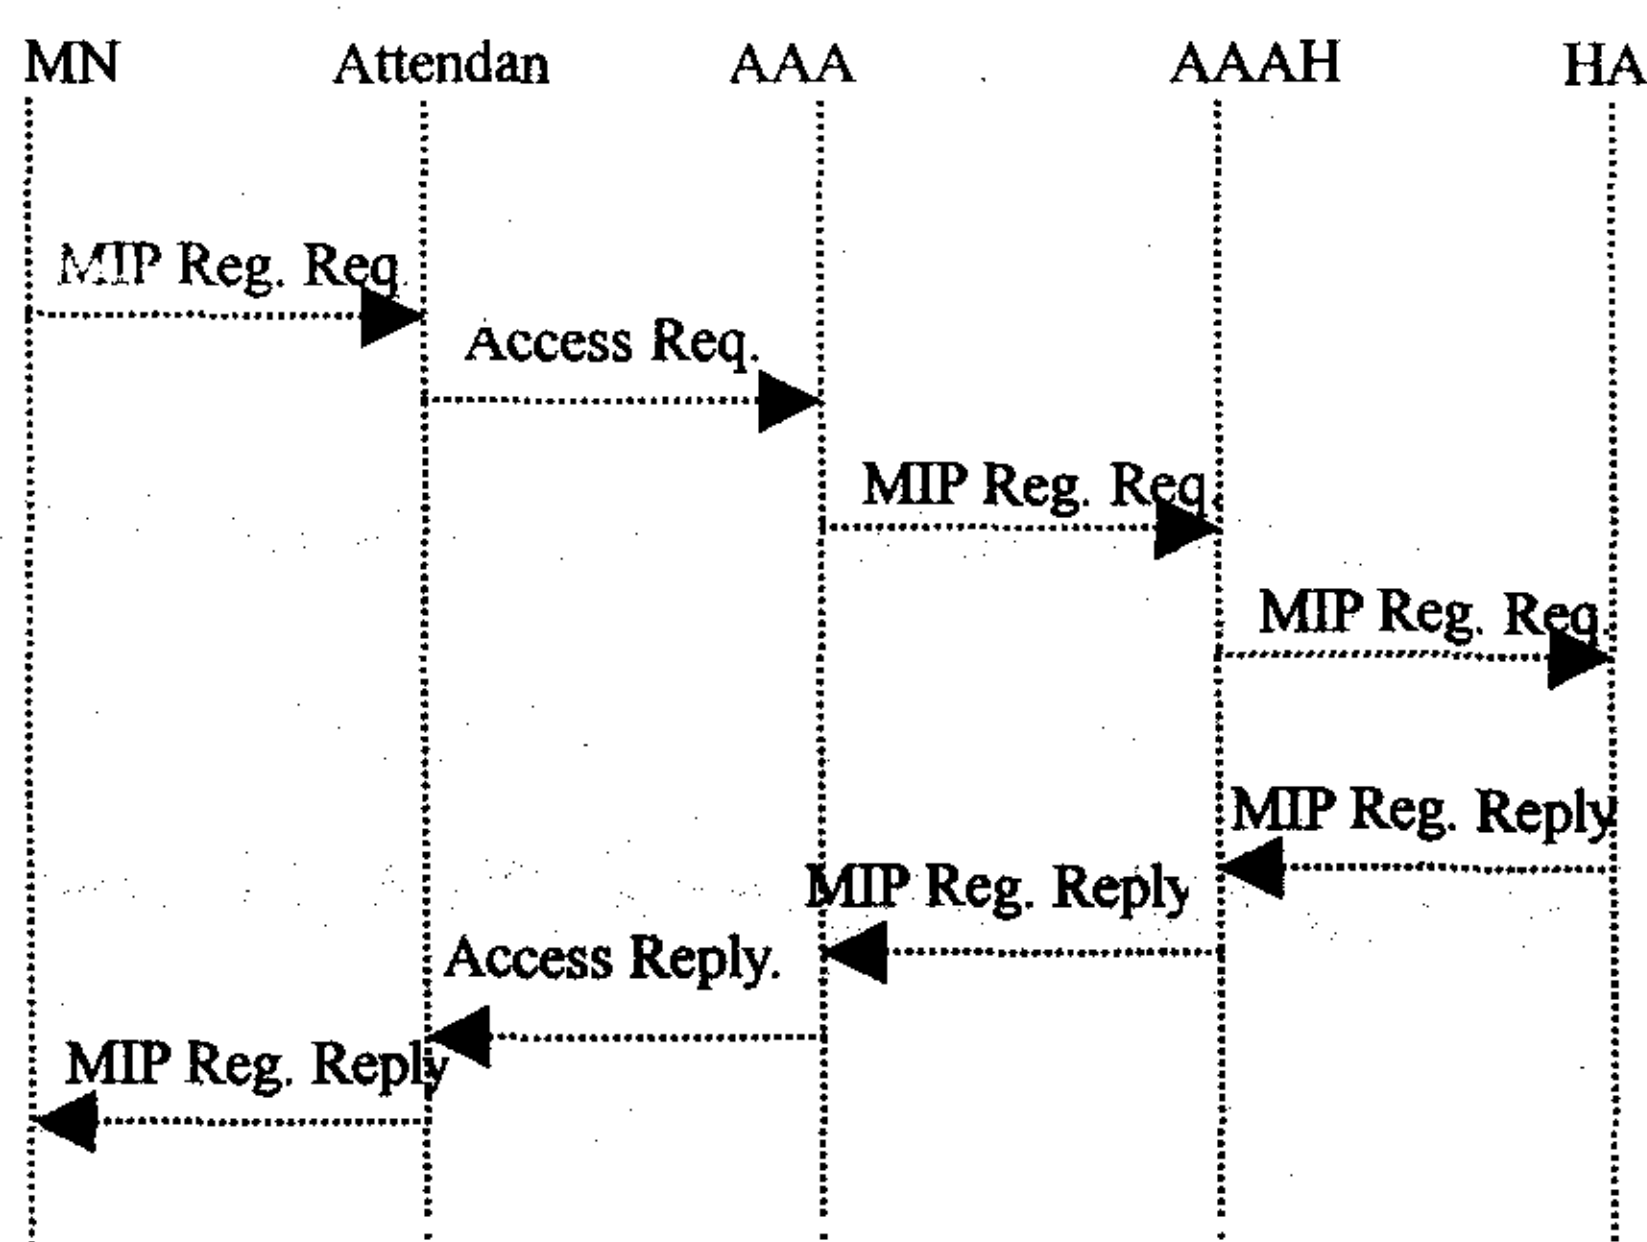 MN Attendan AAA AAAH HA
MIP Reg. Req.
Access Req.
MIP Reg. Req.
MIP Reg. Req.
MIP Reg. Reply
MIP Reg. Reply
Access Reply.
MIP Reg. Reply